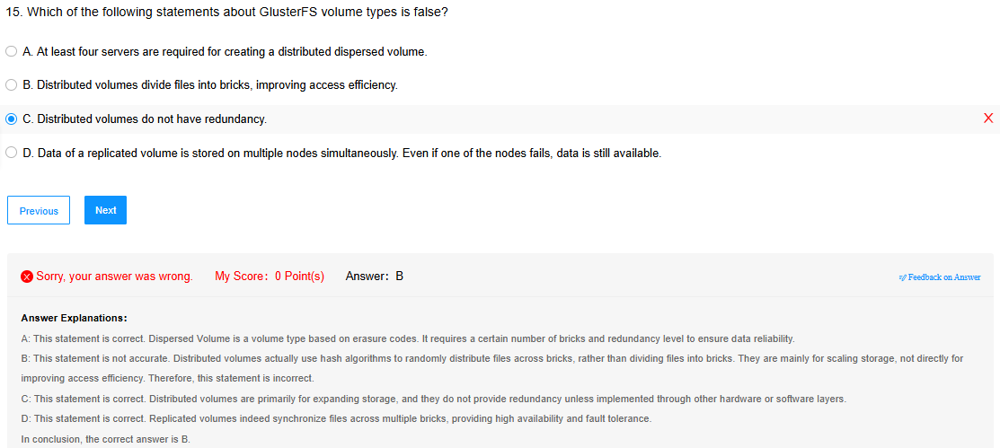 15. Which of the following statements about GlusterFS volume types is false?
A. At least four servers are required for creating a distributed dispersed volume.
B. Distributed volumes divide files into bricks, improving access efficiency.
C. Distributed volumes do not have redundancy.
D. Data of a replicated volume is stored on multiple nodes simultaneously. Even if one of the nodes fails, data is still available.
Previous Next
Sorry, your answer was wrong. My Score: 0 Point(s) Answer: B Feedback on Answer
Answer Explanations:
A: This statement is correct. Dispersed Volume is a volume type based on erasure codes. It requires a certain number of bricks and redundancy level to ensure data reliability.
B: This statement is not accurate. Distributed volumes actually use hash algorithms to randomly distribute files across bricks, rather than dividing files into bricks. They are mainly for scaling storage, not directly for
improving access efficiency. Therefore, this statement is incorrect.
C: This statement is correct. Distributed volumes are primarily for expanding storage, and they do not provide redundancy unless implemented through other hardware or software layers.
D: This statement is correct. Replicated volumes indeed synchronize files across multiple bricks, providing high availability and fault tolerance.
In conclusion, the correct answer is B.